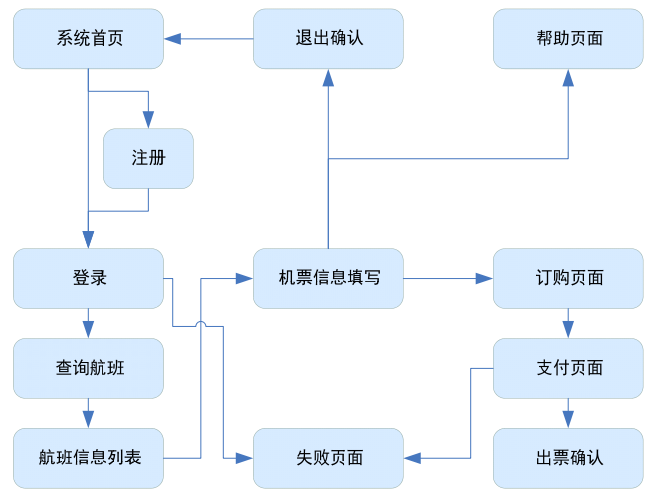 系统首页
退出确认
帮助页面
注册
登录
机票信息填写
订购页面
查询航班
支付页面
航班信息列表
失败页面
出票确认